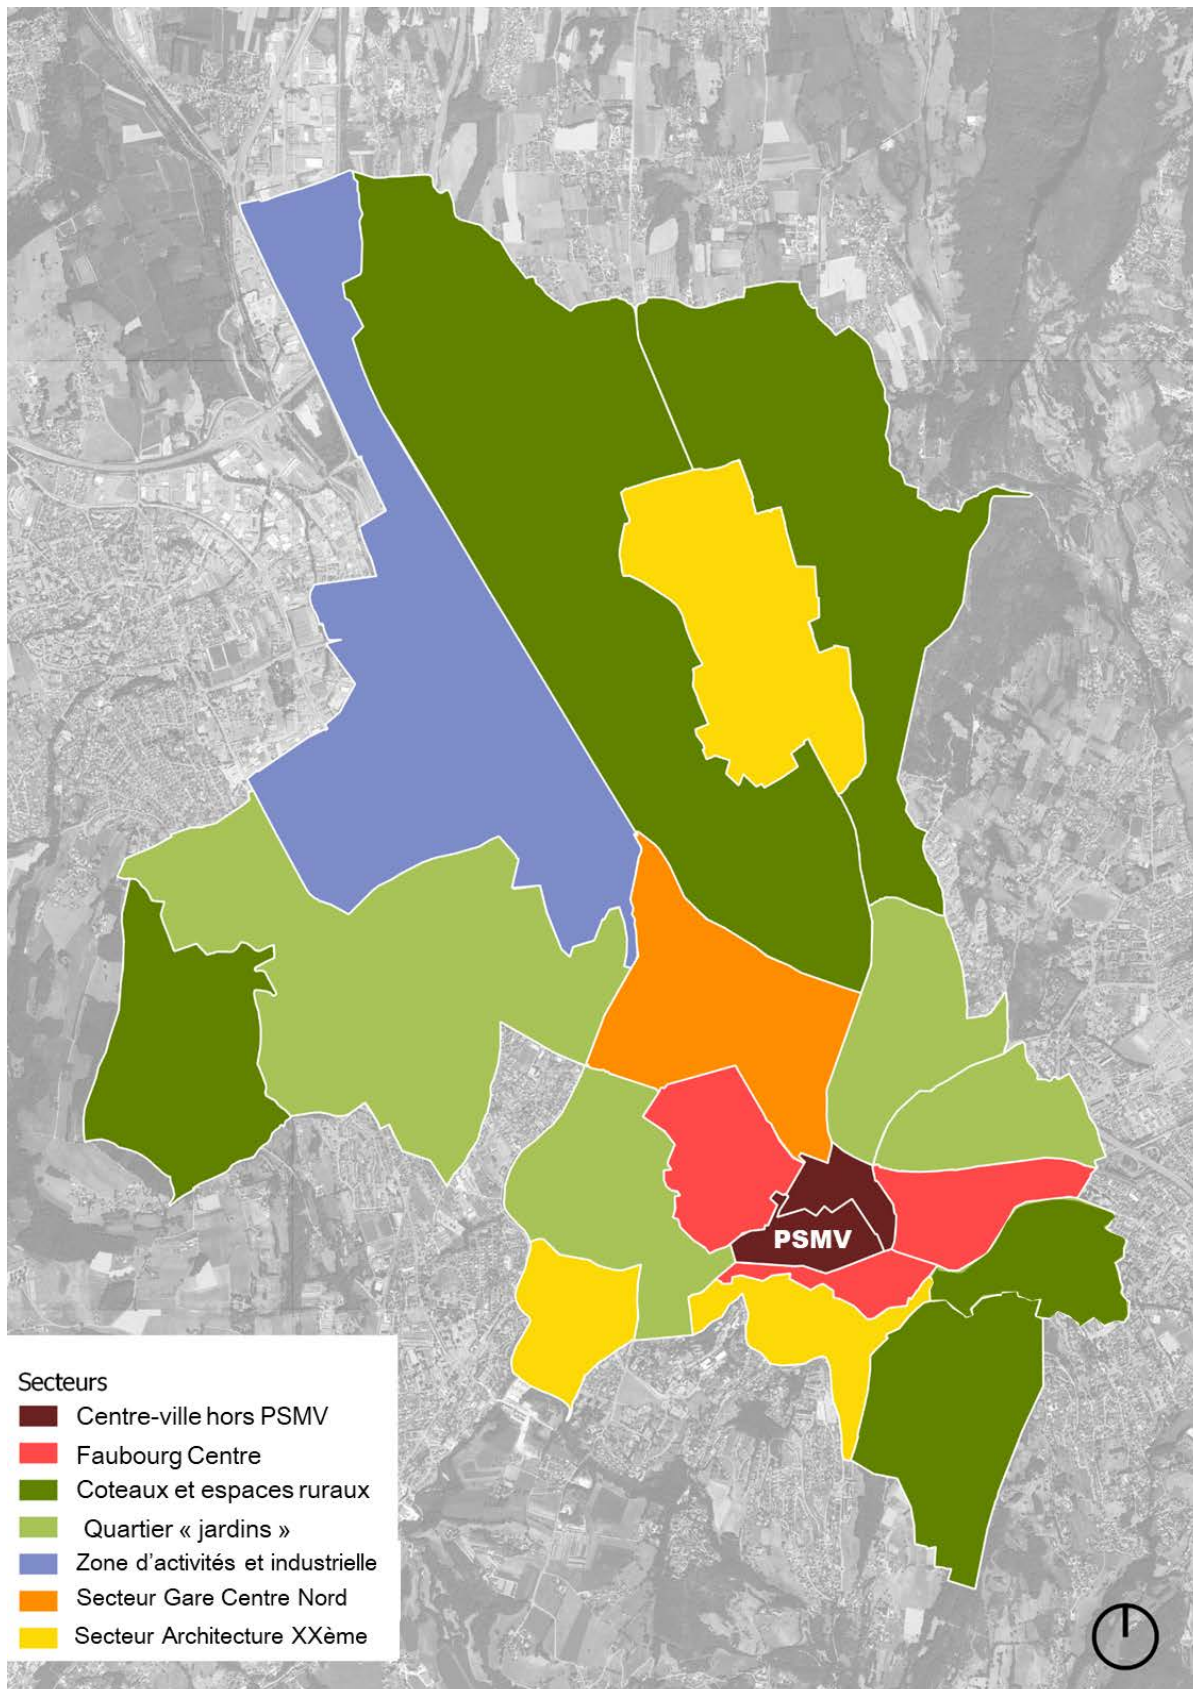 PSMV
Secteurs
Centre-ville hors PSMV
Faubourg Centre
Coteaux et espaces ruraux
Quartier « jardins »
Zone d'activités et industrielle
Secteur Gare Centre Nord
Secteur Architecture XXème